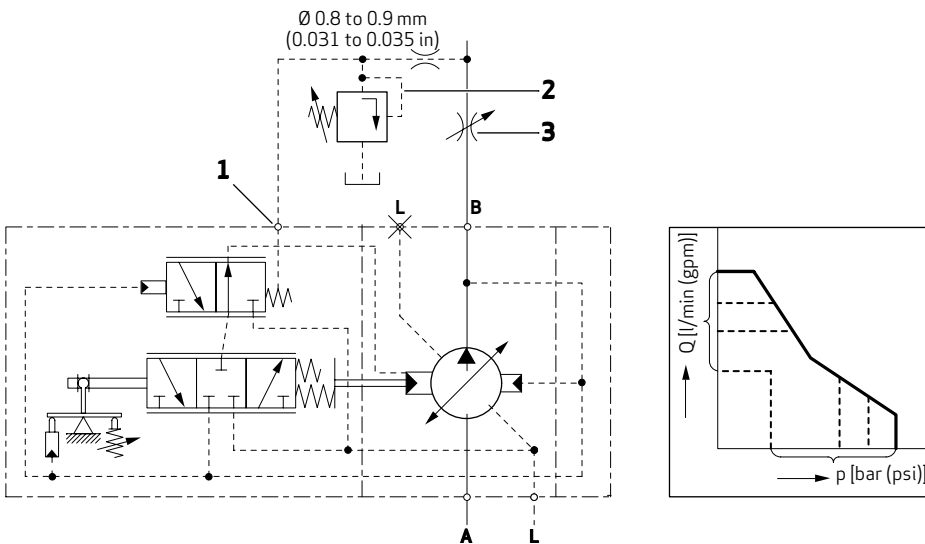 Ø 0.8 to 0.9 mm
(0.031 to 0.035 in)
2
3
1
L
B
A
L
Q [l/min (gpm)]
p [bar (psi)]